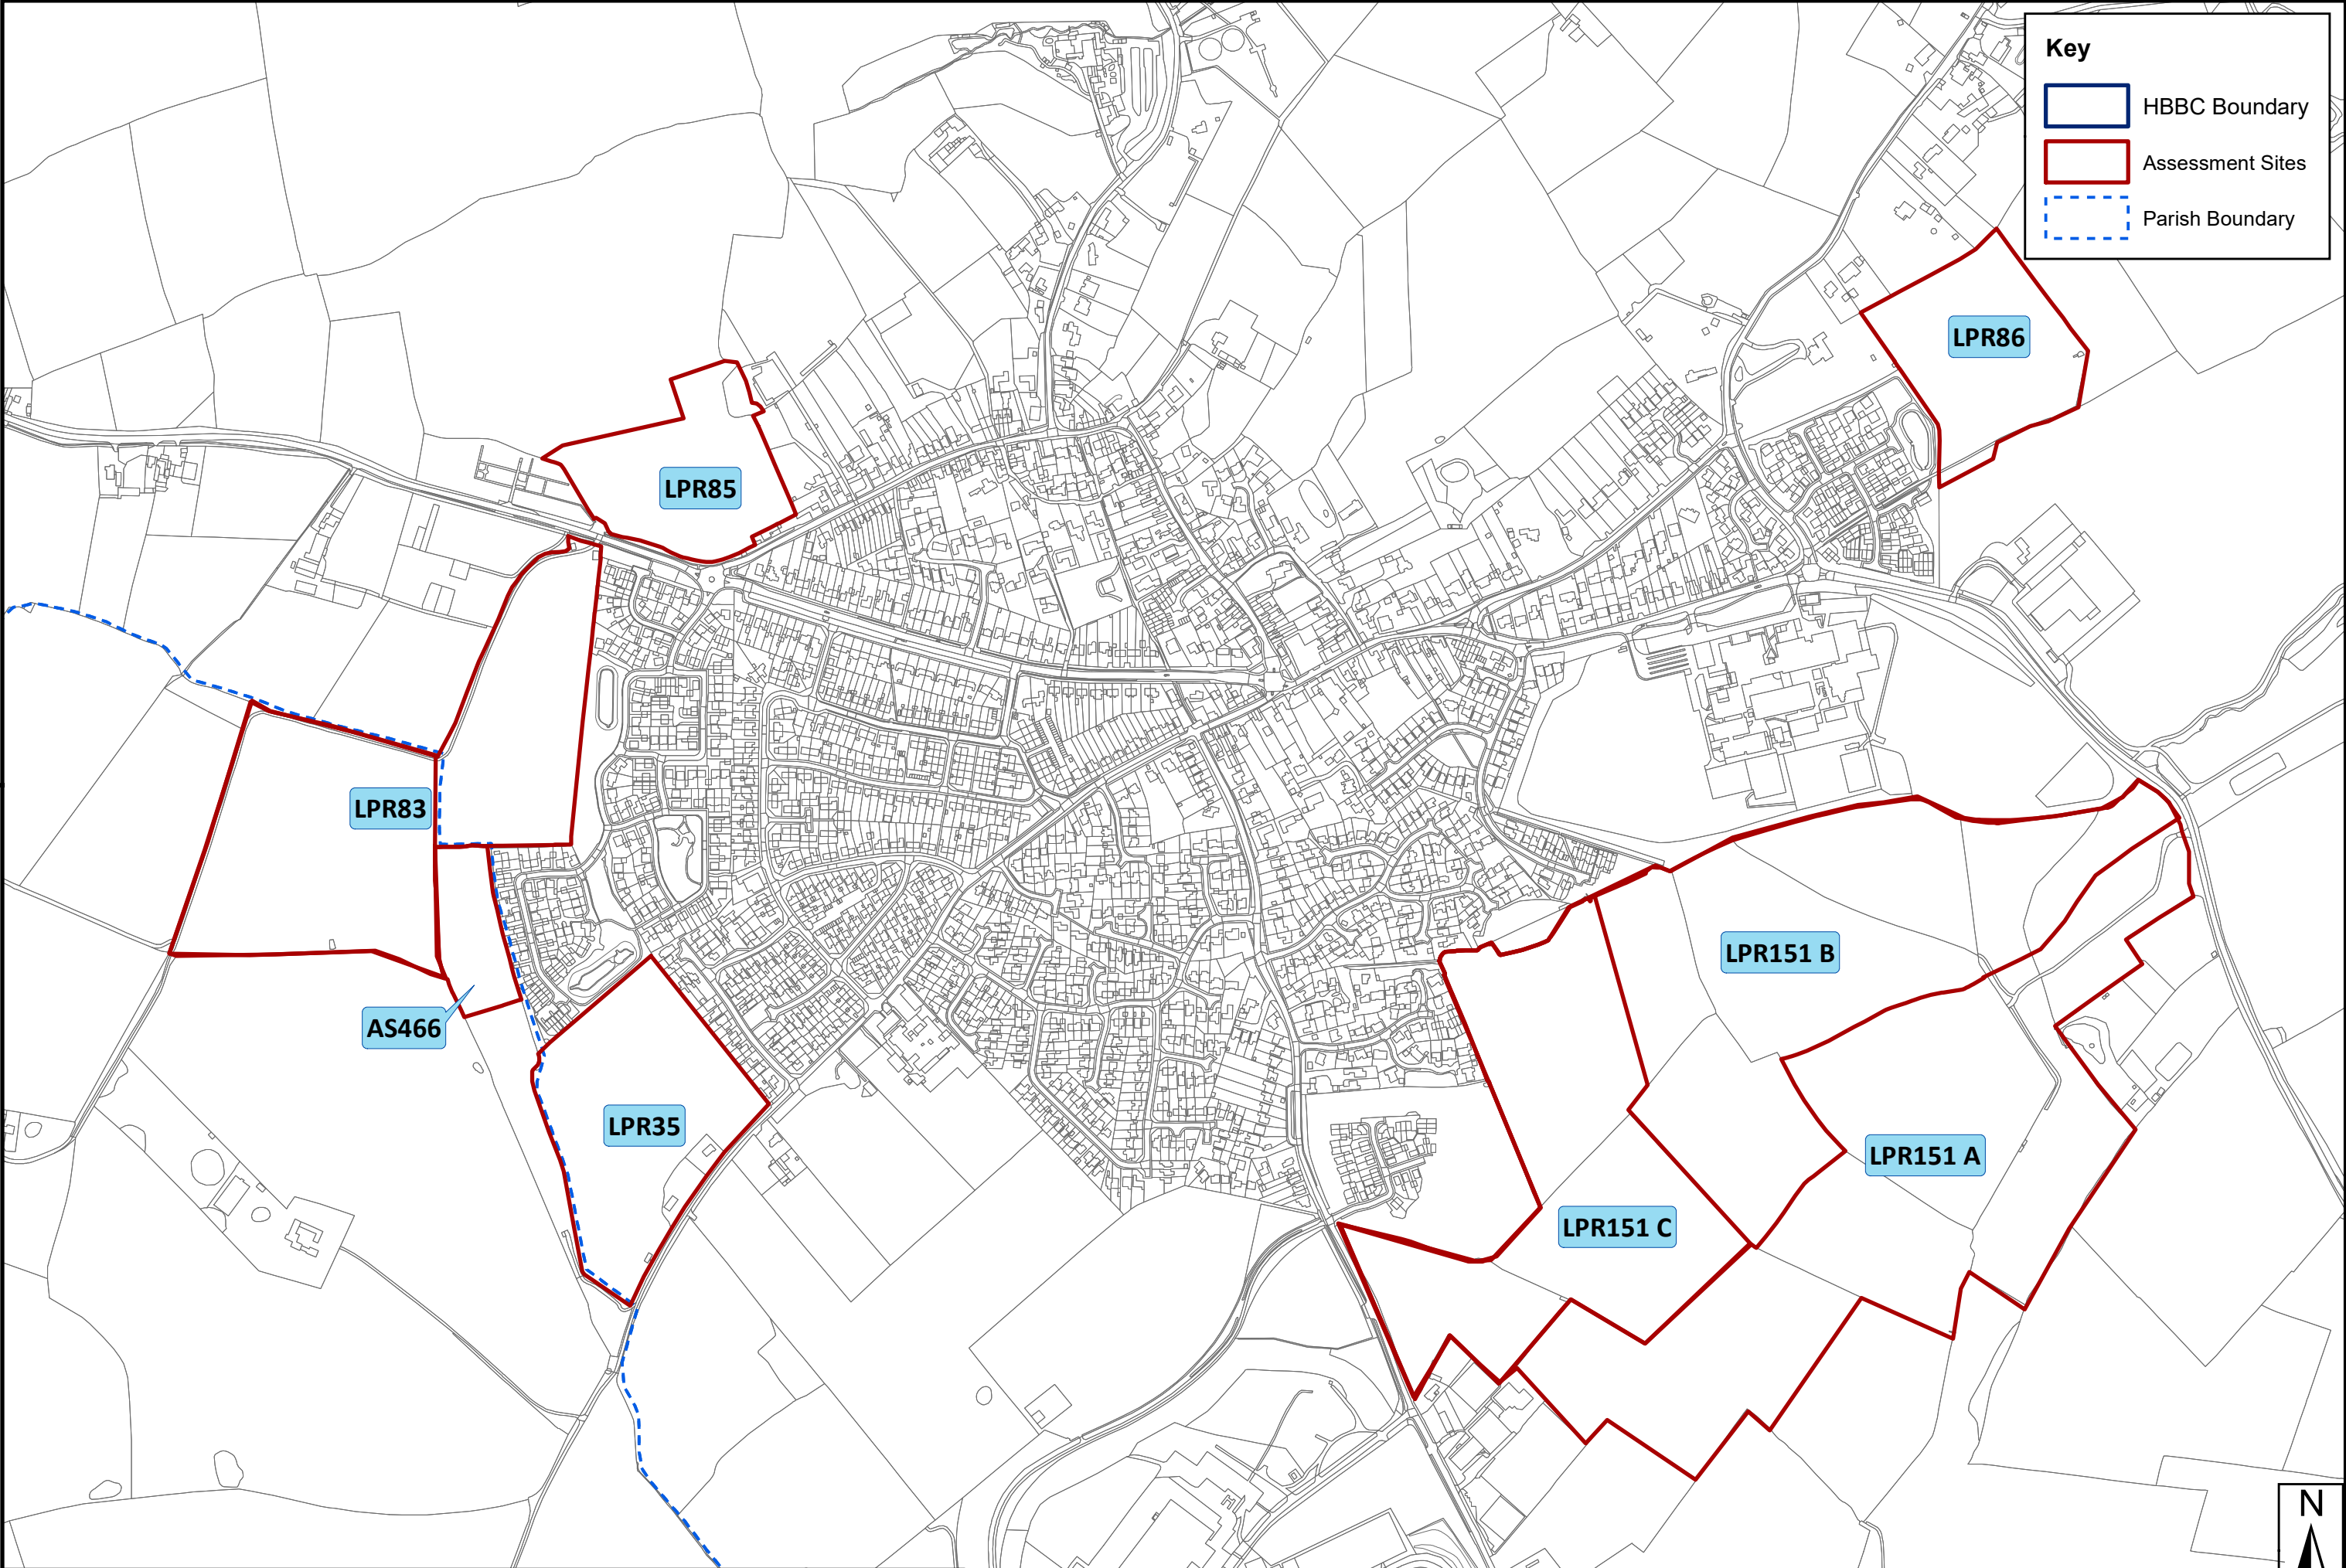 Key
HBBC Boundary
Assessment Sites
Parish Boundary
LPR86
LPR85
LPR83
LPR151 B
AS466
LPR35
LPR151 A
LPR151 C
N